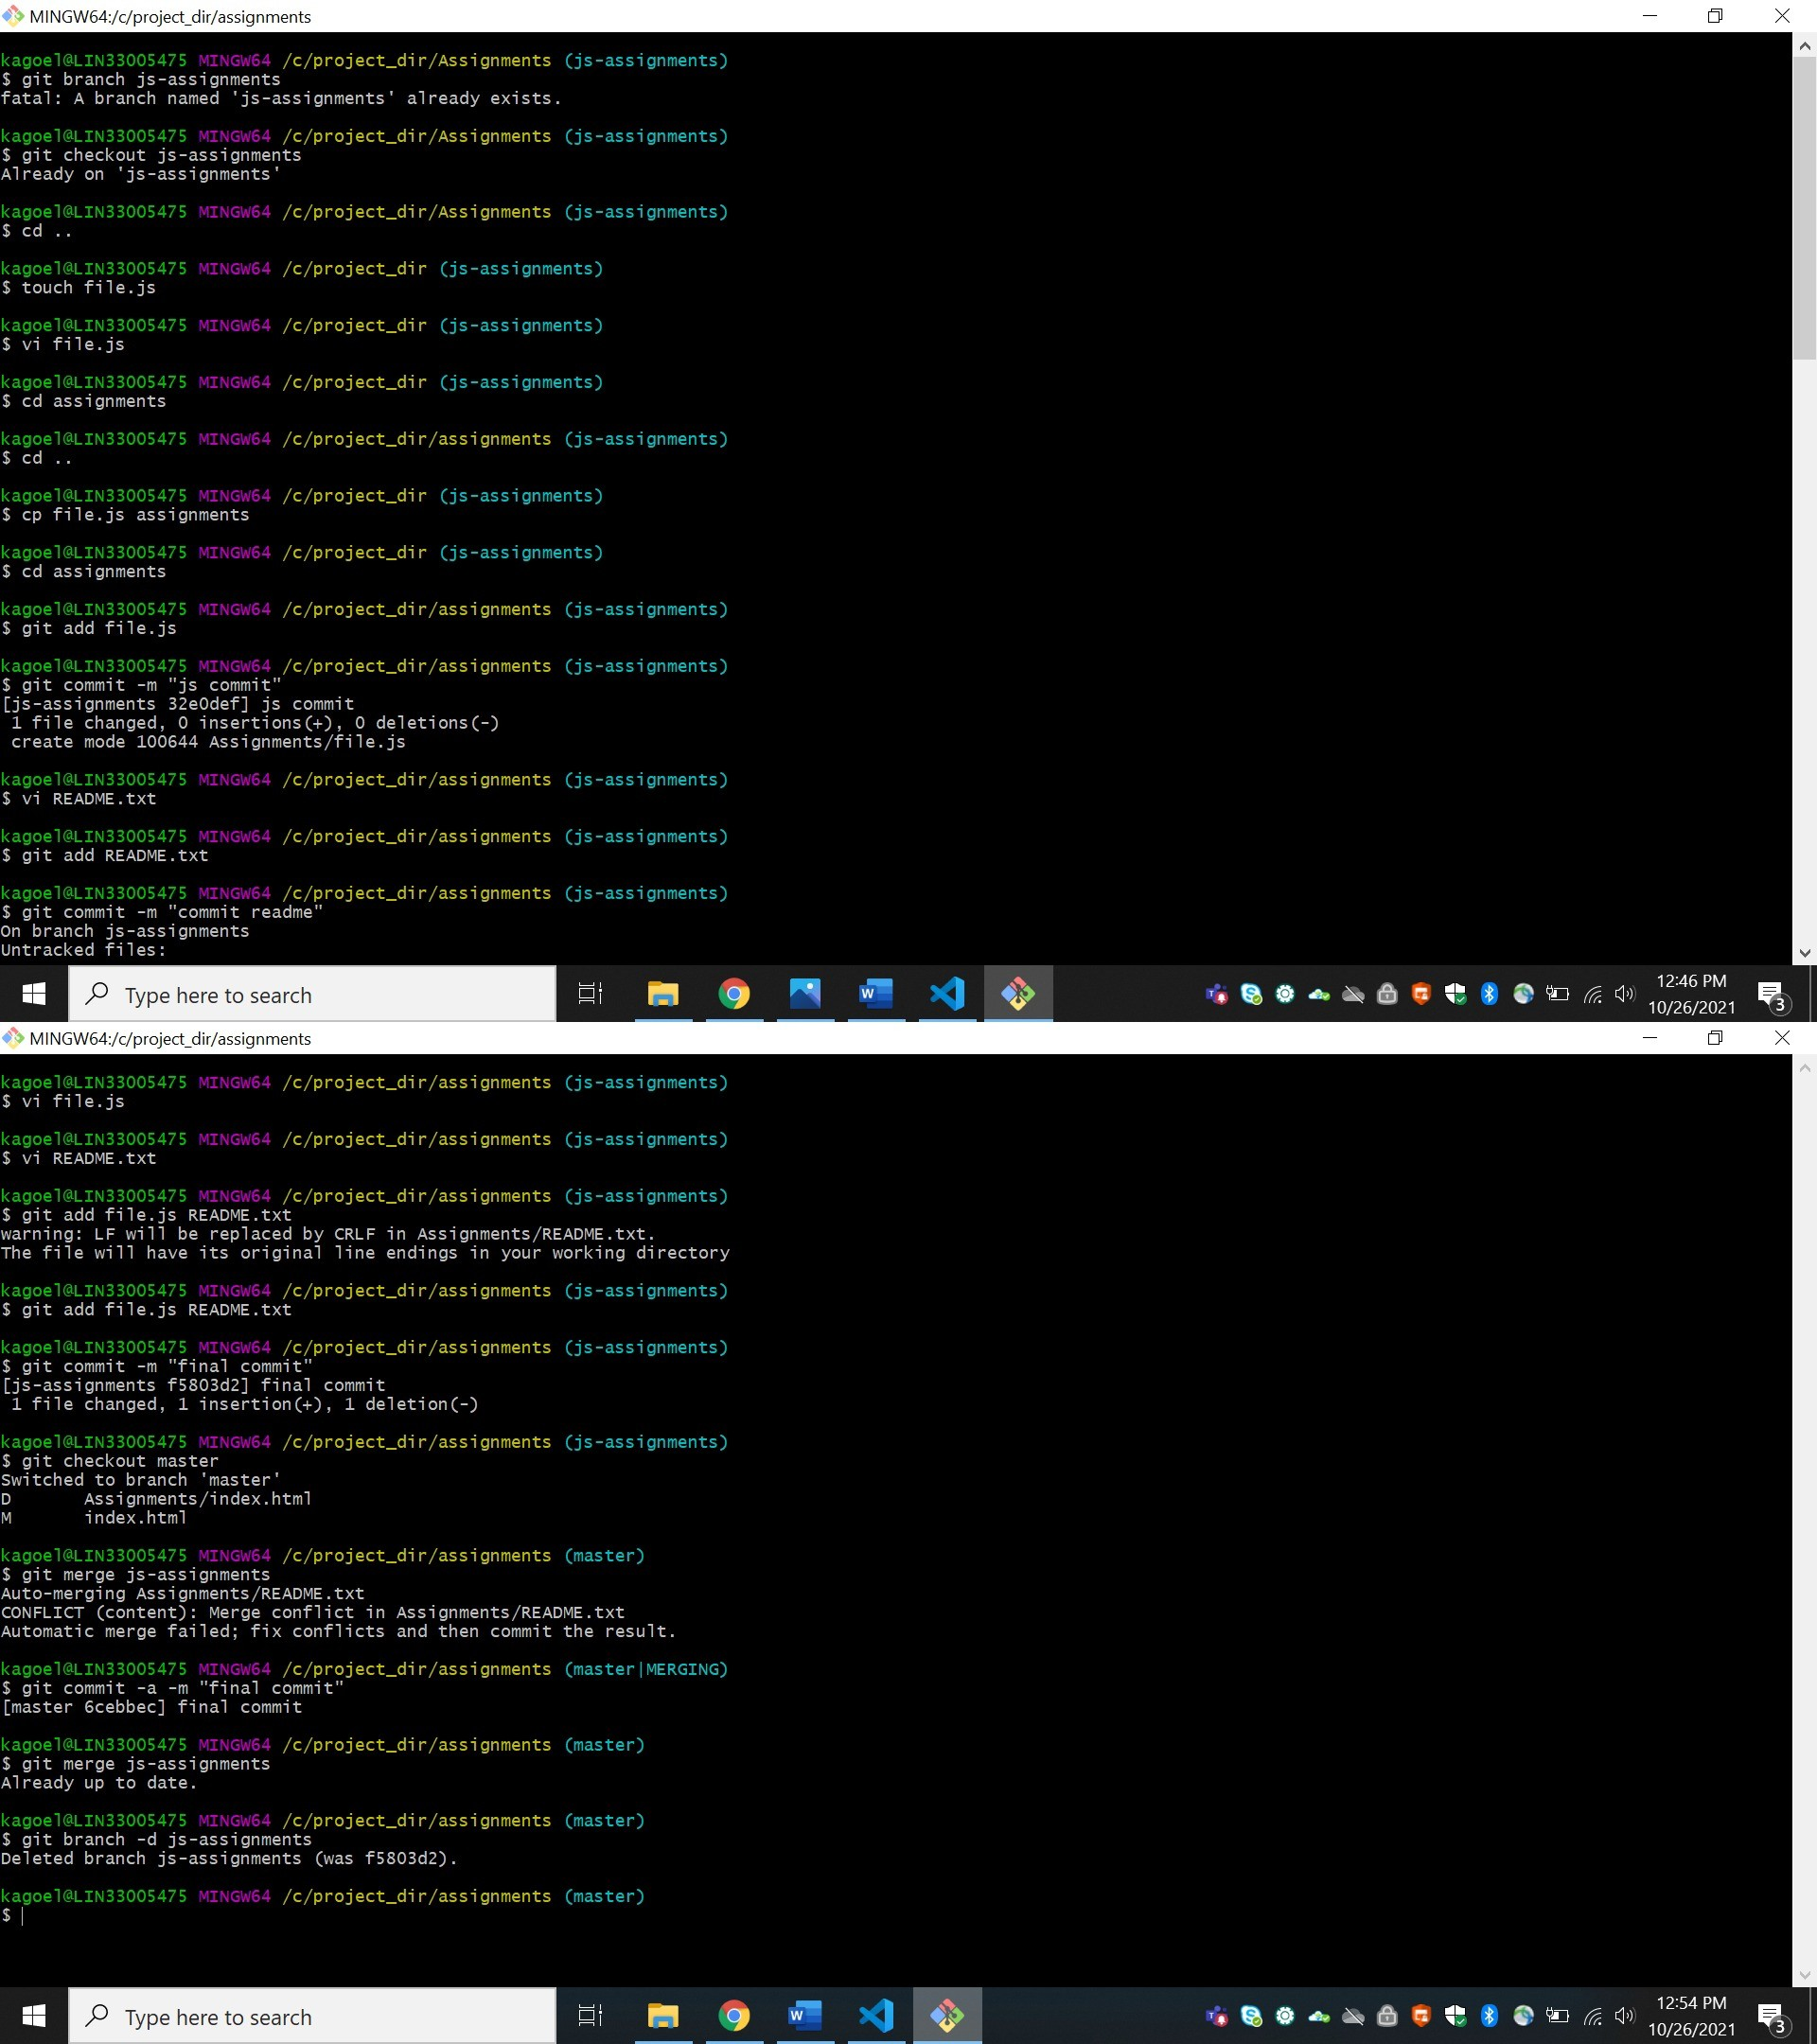 MINGW64:/c/project_dir/assignments
kagoel@LIN33005475 MINGW64 /c/project_dir/Assignments (js-assignments)
$ git branch js-assignments
fatal: A branch named 'js-assignments' already exists.
kagoel@LIN33005475 MINGW64 /c/project_dir/Assignments (js-assignments)
$ git checkout js-assignments
Already on 'js-assignments'
kagoel@LIN33005475 MINGW64 /c/project_dir/Assignments (js-assignments)
$ cd ..
kagoel@LIN33005475 MINGW64 /c/project_dir (js-assignments)
$ touch file.js
kagoel@LIN33005475 MINGW64 /c/project_dir (js-assignments)
$ vi file.js
kagoel@LIN33005475 MINGW64 /c/project_dir (js-assignments)
$ cd assignments
kagoel@LIN33005475 MINGW64 /c/project_dir/assignments (js-assignments)
$ cd ..
kagoel@LIN33005475 MINGW64 /c/project_dir (js-assignments)
$ cp file.js assignments
kagoel@LIN33005475 MINGW64 /c/project_dir (js-assignments)
$ cd assignments
kagoel@LIN33005475 MINGW64 /c/project_dir/assignments (js-assignments)
$ git add file.js
kagoel@LIN33005475 MINGW64 /c/project_dir/assignments (js-assignments)
$ git commit -m "js commit"
[js-assignments 32e0def] js commit
1 file changed, 0 insertions(+), 0 deletions(-)
create mode 100644 Assignments/file.js
kagoel@LIN33005475 MINGW64 /c/project_dir/assignments (js-assignments)
$ vi README.txt
kagoel@LIN33005475 MINGW64 /c/project_dir/assignments (js-assignments)
$ git add README.txt
kagoel@LIN33005475 MINGW64 /c/project_dir/assignments (js-assignments)
$ git commit -m "commit readme"
On branch js-assignments
Untracked files:
Type here to search
12:46 PM
10/26/2021
3
MINGW64:/c/project_dir/assignments
kagoel@LIN33005475 MINGW64 /c/project_dir/assignments (js-assignments)
$ vi file.js
kagoel@LIN33005475 MINGW64 /c/project_dir/assignments (js-assignments)
$ vi README.txt
kagoel@LIN33005475 MINGW64 /c/project_dir/assignments (js-assignments)
$ git add file.js README.txt
warning: LF will be replaced by CRLF in Assignments/README.txt.
The file will have its original line endings in your working directory
kagoel@LIN33005475 MINGW64 /c/project_dir/assignments (js-assignments)
$ git add file.js README.txt
kagoel@LIN33005475 MINGW64 /c/project_dir/assignments (js-assignments)
$ git commit -m "final commit"
[js-assignments f5803d2] final commit
1 file changed, 1 insertion(+), 1 deletion(-)
kagoel@LIN33005475 MINGW64 /c/project_dir/assignments (js-assignments)
$ git checkout master
Switched to branch 'master'
D       Assignments/index.html
M       index.html
kagoel@LIN33005475 MINGW64 /c/project_dir/assignments (master)
$ git merge js-assignments
Auto-merging Assignments/README.txt
CONFLICT (content): Merge conflict in Assignments/README.txt
Automatic merge failed; fix conflicts and then commit the result.
kagoel@LIN33005475 MINGW64 /c/project_dir/assignments (master|MERGING)
$ git commit -a -m "final commit"
[master 6cebbec] final commit
kagoel@LIN33005475 MINGW64 /c/project_dir/assignments (master)
$ git merge js-assignments
Already up to date.
kagoel@LIN33005475 MINGW64 /c/project_dir/assignments (master)
$ git branch -d js-assignments
Deleted branch js-assignments (was f5803d2).
kagoel@LIN33005475 MINGW64 /c/project_dir/assignments (master)
$
Type here to search
12:54 PM
10/26/2021
3